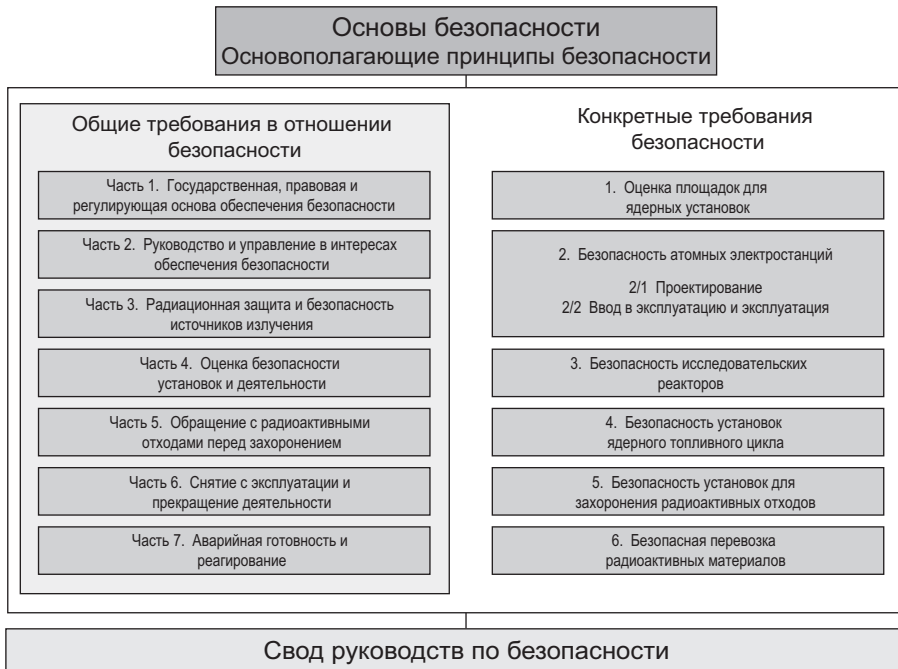 Основы безопасности
Основополагающие принципы безопасности
Общие требования в отношении
безопасности
Часть 1. Государственная, правовая и
регулирующая основа обеспечения безопасности
Часть 2. Руководство и управление в интересах
обеспечения безопасности
Часть 3. Радиационная защита и безопасность
источников излучения
Часть 4. Оценка безопасности
установок и деятельности
Часть 5. Обращение с радиоактивными
отходами перед захоронением
Часть 6. Снятие с эксплуатации и
прекращение деятельности
Часть 7. Аварийная готовность и
реагирование
Конкретные требования
безопасности
1. Оценка площадок для
ядерных установок
2. Безопасность атомных электростанций
2/1 Проектирование
2/2 Ввод в эксплуатацию и эксплуатация
3. Безопасность исследовательских
реакторов
4. Безопасность установок
ядерного топливного цикла
5. Безопасность установок для
захоронения радиоактивных отходов
6. Безопасная перевозка
радиоактивных материалов
Свод руководств по безопасности